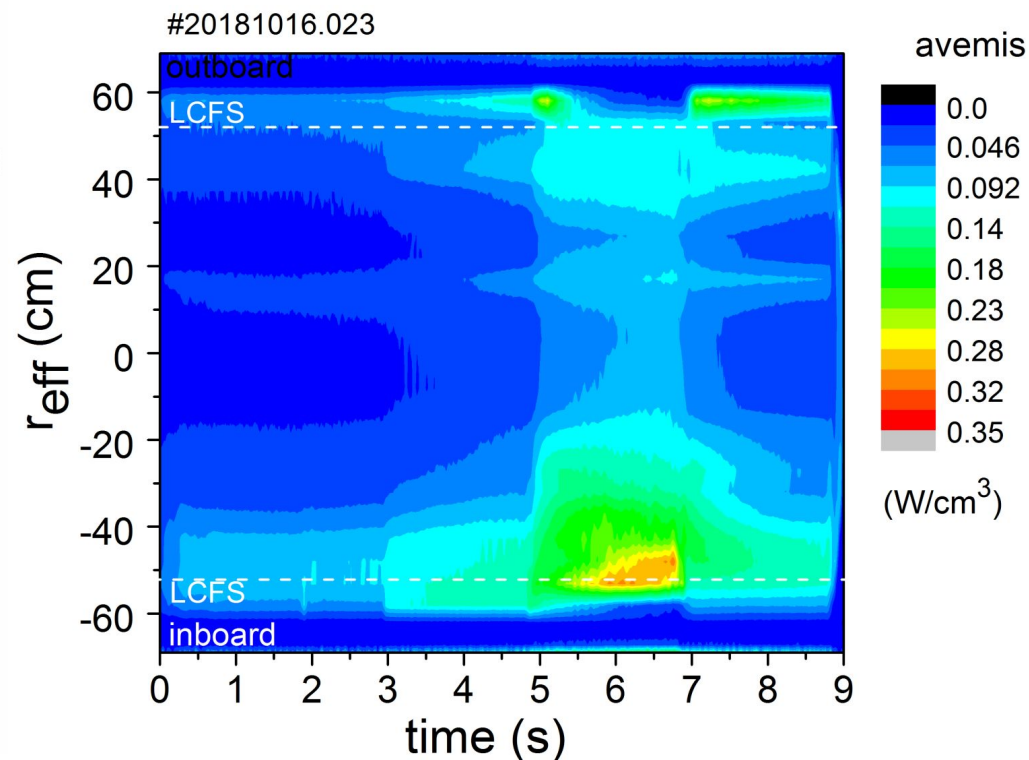 #20181016.023
outboard
LCFS
LCFS
inboard
r_eff (cm)
60
40
20
0
-20
-40
-60
0 1 2 3 4 5 6 7 8 9
time (s)
avemis
0.0
0.046
0.092
0.14
0.18
0.23
0.28
0.32
0.35
(W/cm³)